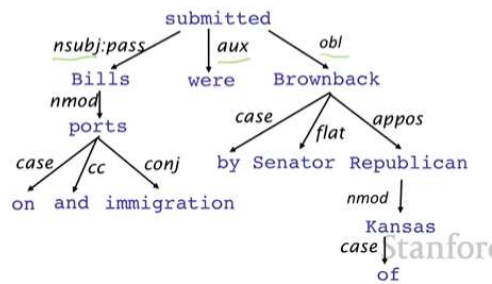 submitted
nsubj:pass aux obl
Bills were Brownback
nmod
ports
case flat appos
case cc conj
by Senator Republican
nmod
on and immigration
Kansas
case
Stanford
of